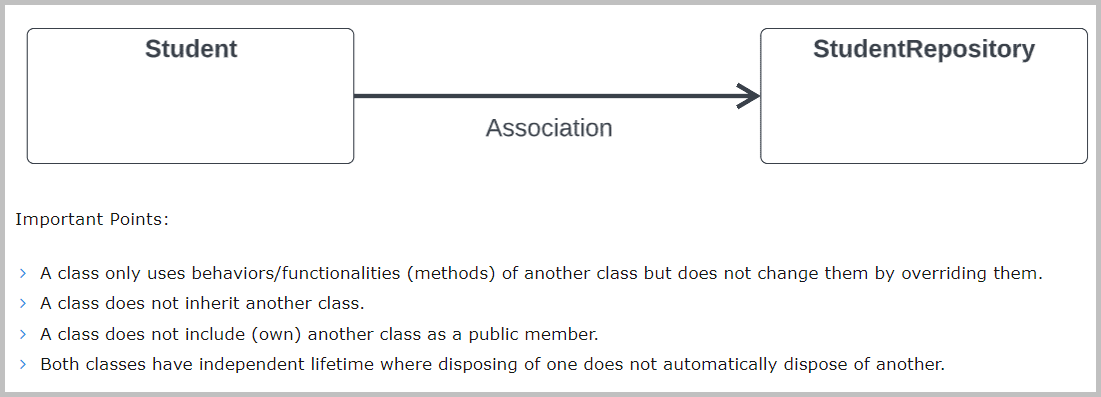 Student
StudentRepository
Association
Important Points:
A class only uses behaviors/functionalities (methods) of another class but does not change them by overriding them.
A class does not inherit another class.
A class does not include (own) another class as a public member.
Both classes have independent lifetime where disposing of one does not automatically dispose of another.